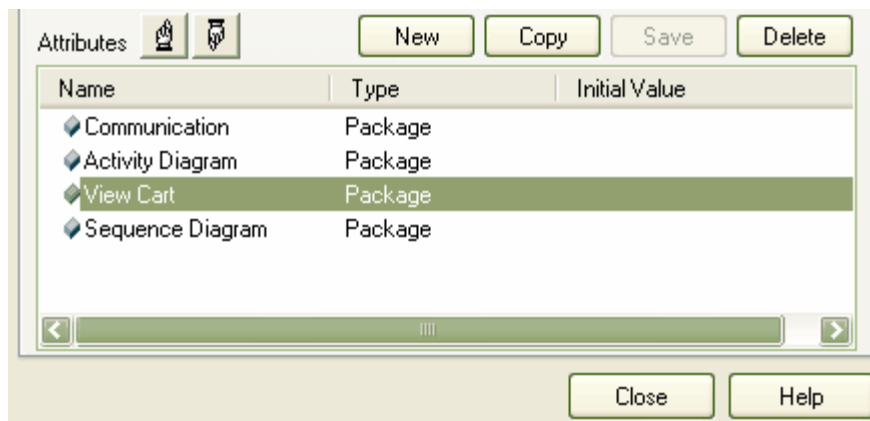 Attributes New Copy Save Delete
Name Type Initial Value
Communication Package
Activity Diagram Package
View Cart Package
Sequence Diagram Package
Close Help